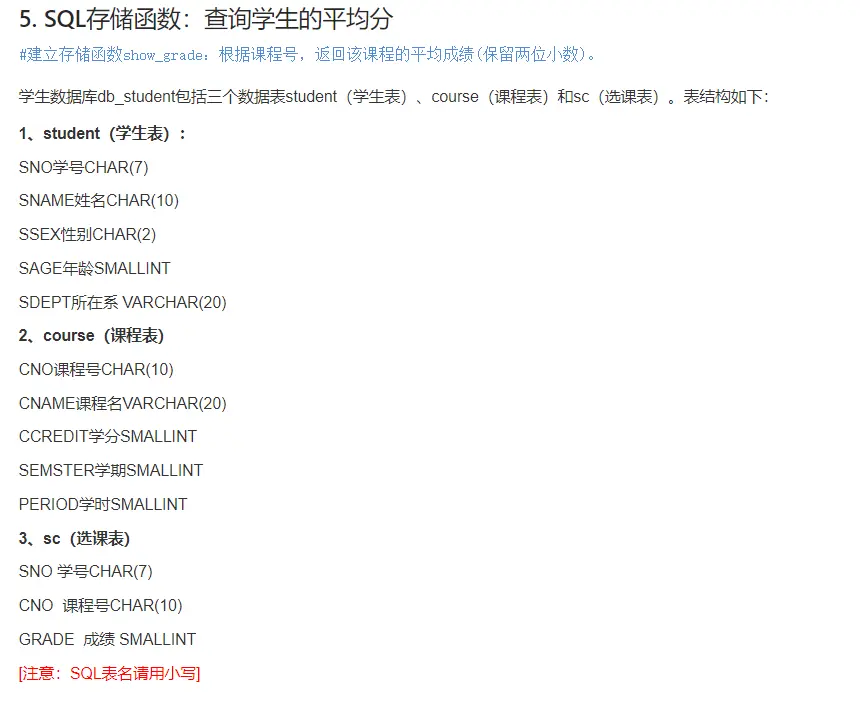 5. SQL存储函数：查询学生的平均分
#建立存储函数show_grade：根据课程号，返回该课程的平均成绩(保留两位小数)。
学生数据库db_student包括三个数据表student（学生表）、course（课程表）和sc（选课表）。表结构如下：
1、student（学生表）：
SNO学号CHAR(7)
SNAME姓名CHAR(10)
SSEX性别CHAR(2)
SAGE年龄SMALLINT
SDEPT所在系 VARCHAR(20)
2、course（课程表)
CNO课程号CHAR(10)
CNAME课程名VARCHAR(20)
CCREDIT学分SMALLINT
SEMSTER学期SMALLINT
PERIOD学时SMALLINT
3、sc（选课表)
SNO 学号CHAR(7)
CNO  课程号CHAR(10)
GRADE  成绩 SMALLINT
[注意：SQL表名请用小写]